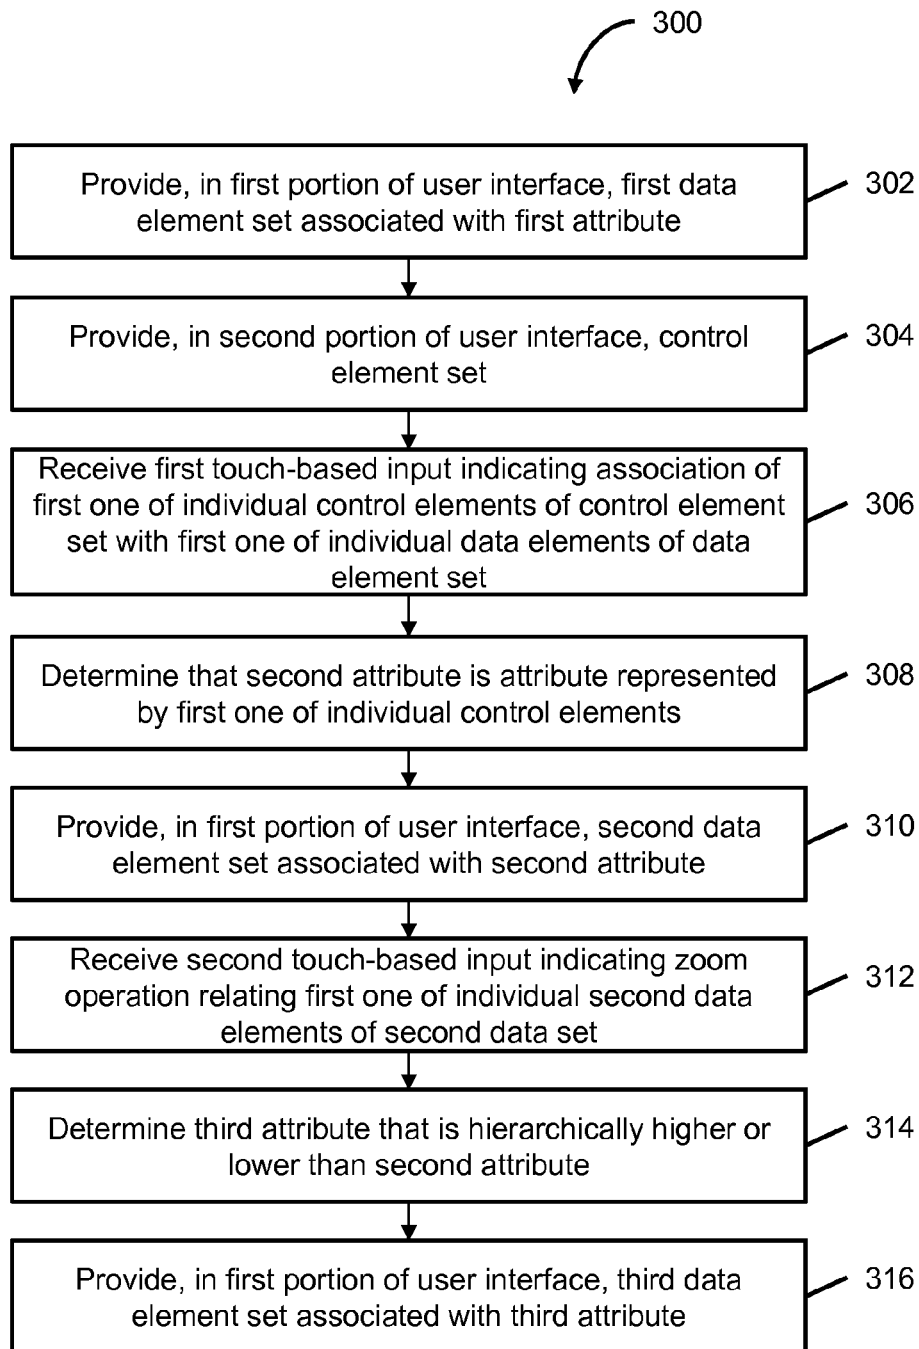 300
Provide, in first portion of user interface, first data
element set associated with first attribute
302
Provide, in second portion of user interface, control
element set
304
Receive first touch-based input indicating association of
first one of individual control elements of control element
set with first one of individual data elements of data
element set
306
Determine that second attribute is attribute represented
by first one of individual control elements
308
Provide, in first portion of user interface, second data
element set associated with second attribute
310
Receive second touch-based input indicating zoom
operation relating first one of individual second data
elements of second data set
312
Determine third attribute that is hierarchically higher or
lower than second attribute
314
Provide, in first portion of user interface, third data
element set associated with third attribute
316